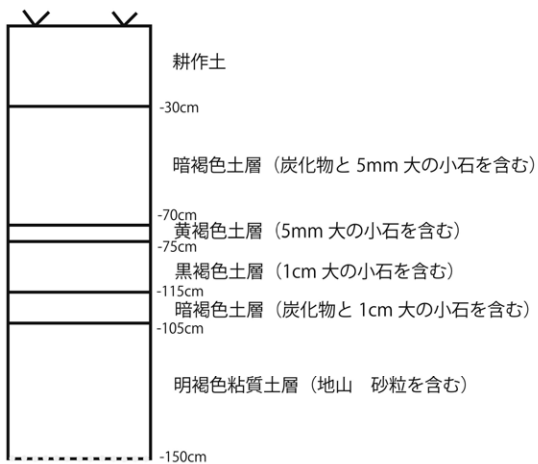 耕作土
-30cm
暗褐色土層（炭化物と 5mm 大の小石を含む）
-70cm
黄褐色土層（5mm 大の小石を含む）
-75cm
黒褐色土層（1cm 大の小石を含む）
-115cm
暗褐色土層（炭化物と 1cm 大の小石を含む）
-105cm
明褐色粘質土層（地山　砂粒を含む）
-150cm